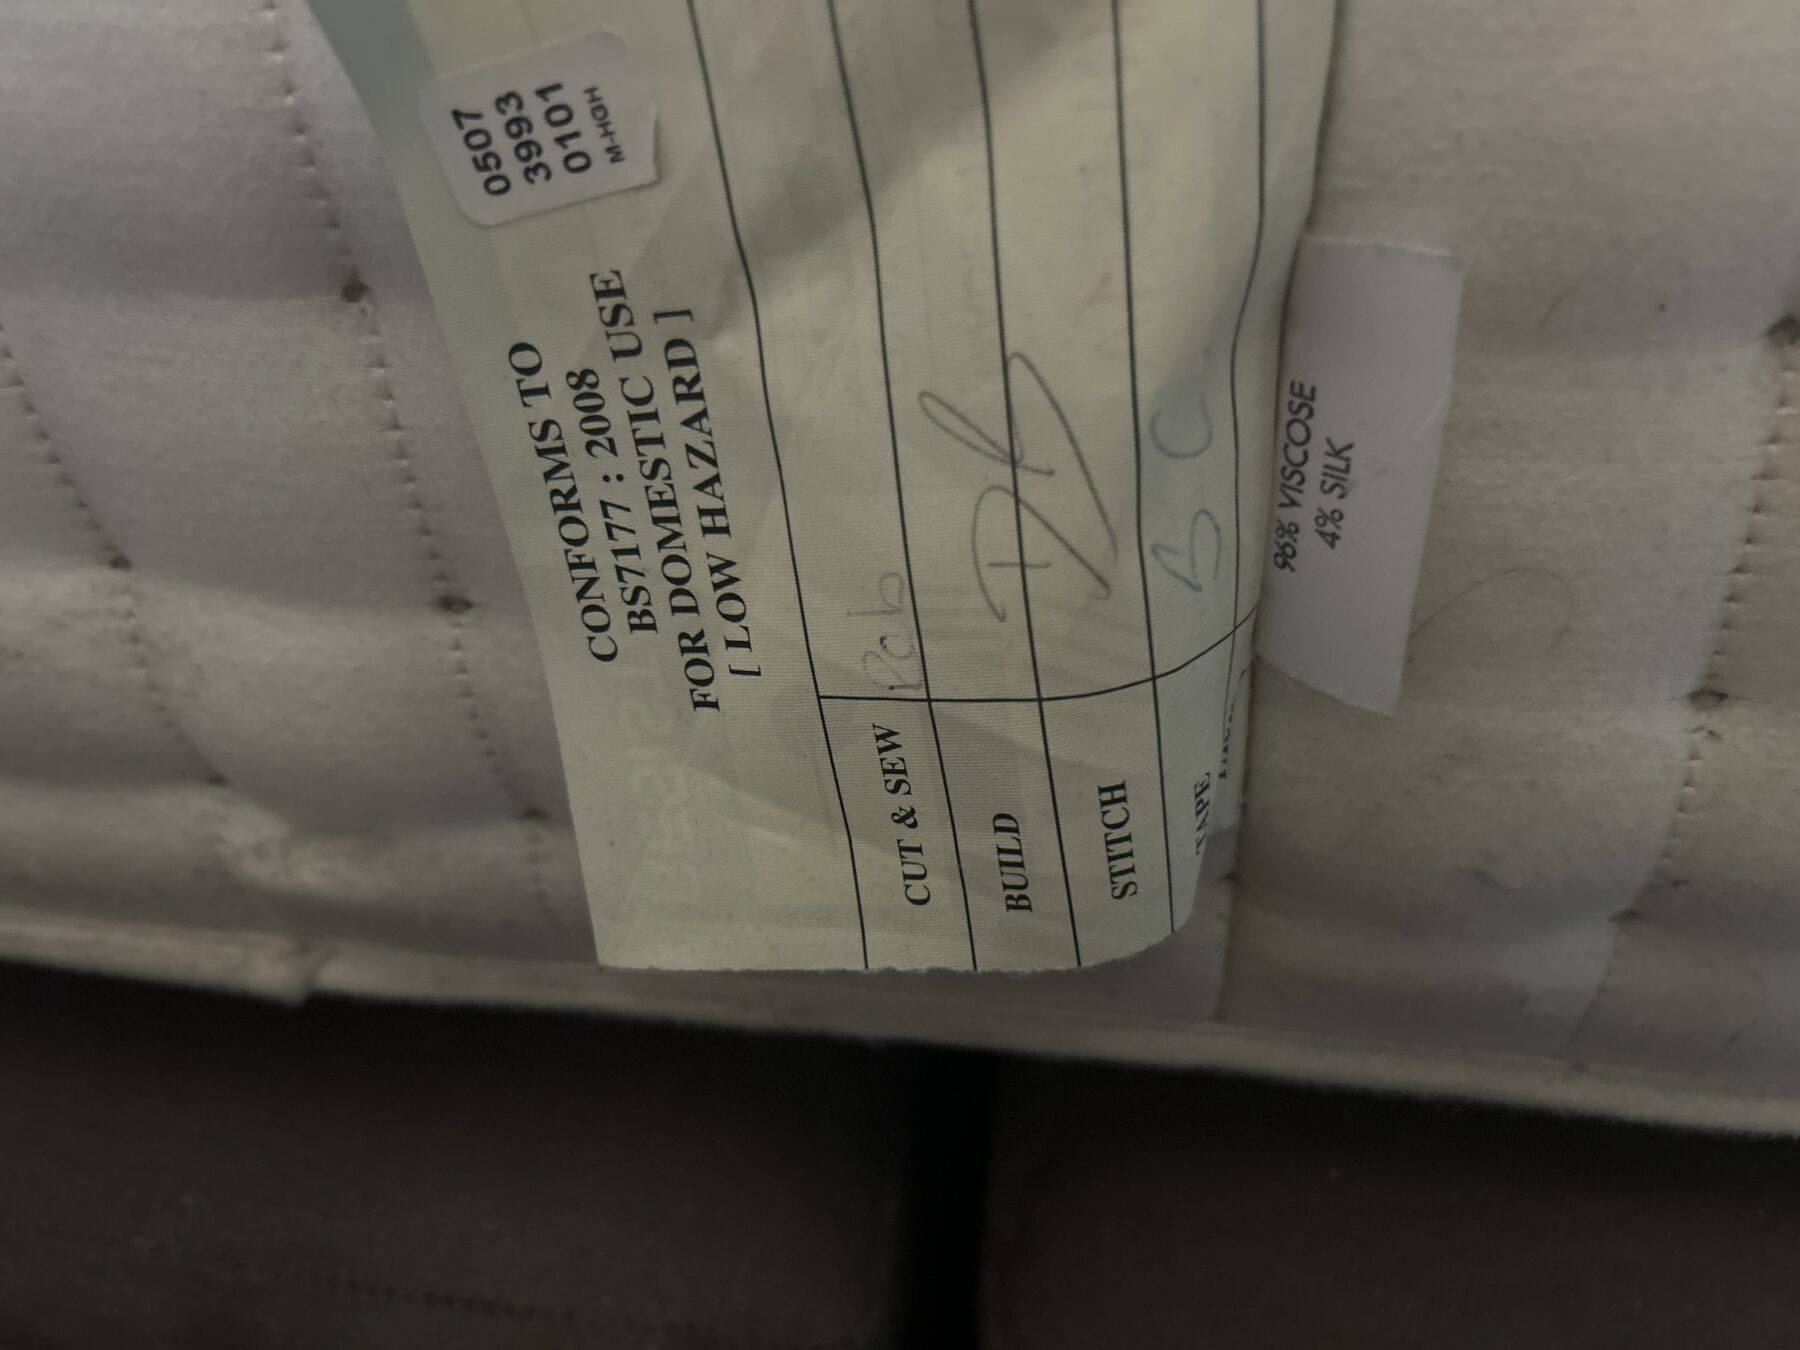 0507
3993
0101
M-HGH
CONFORMS TO
BS7177 : 2008
FOR DOMESTIC USE
[ LOW HAZARD ]
CUT & SEW Rob
BUILD
STITCH
TAPE B C
96% VISCOSE
4% SILK